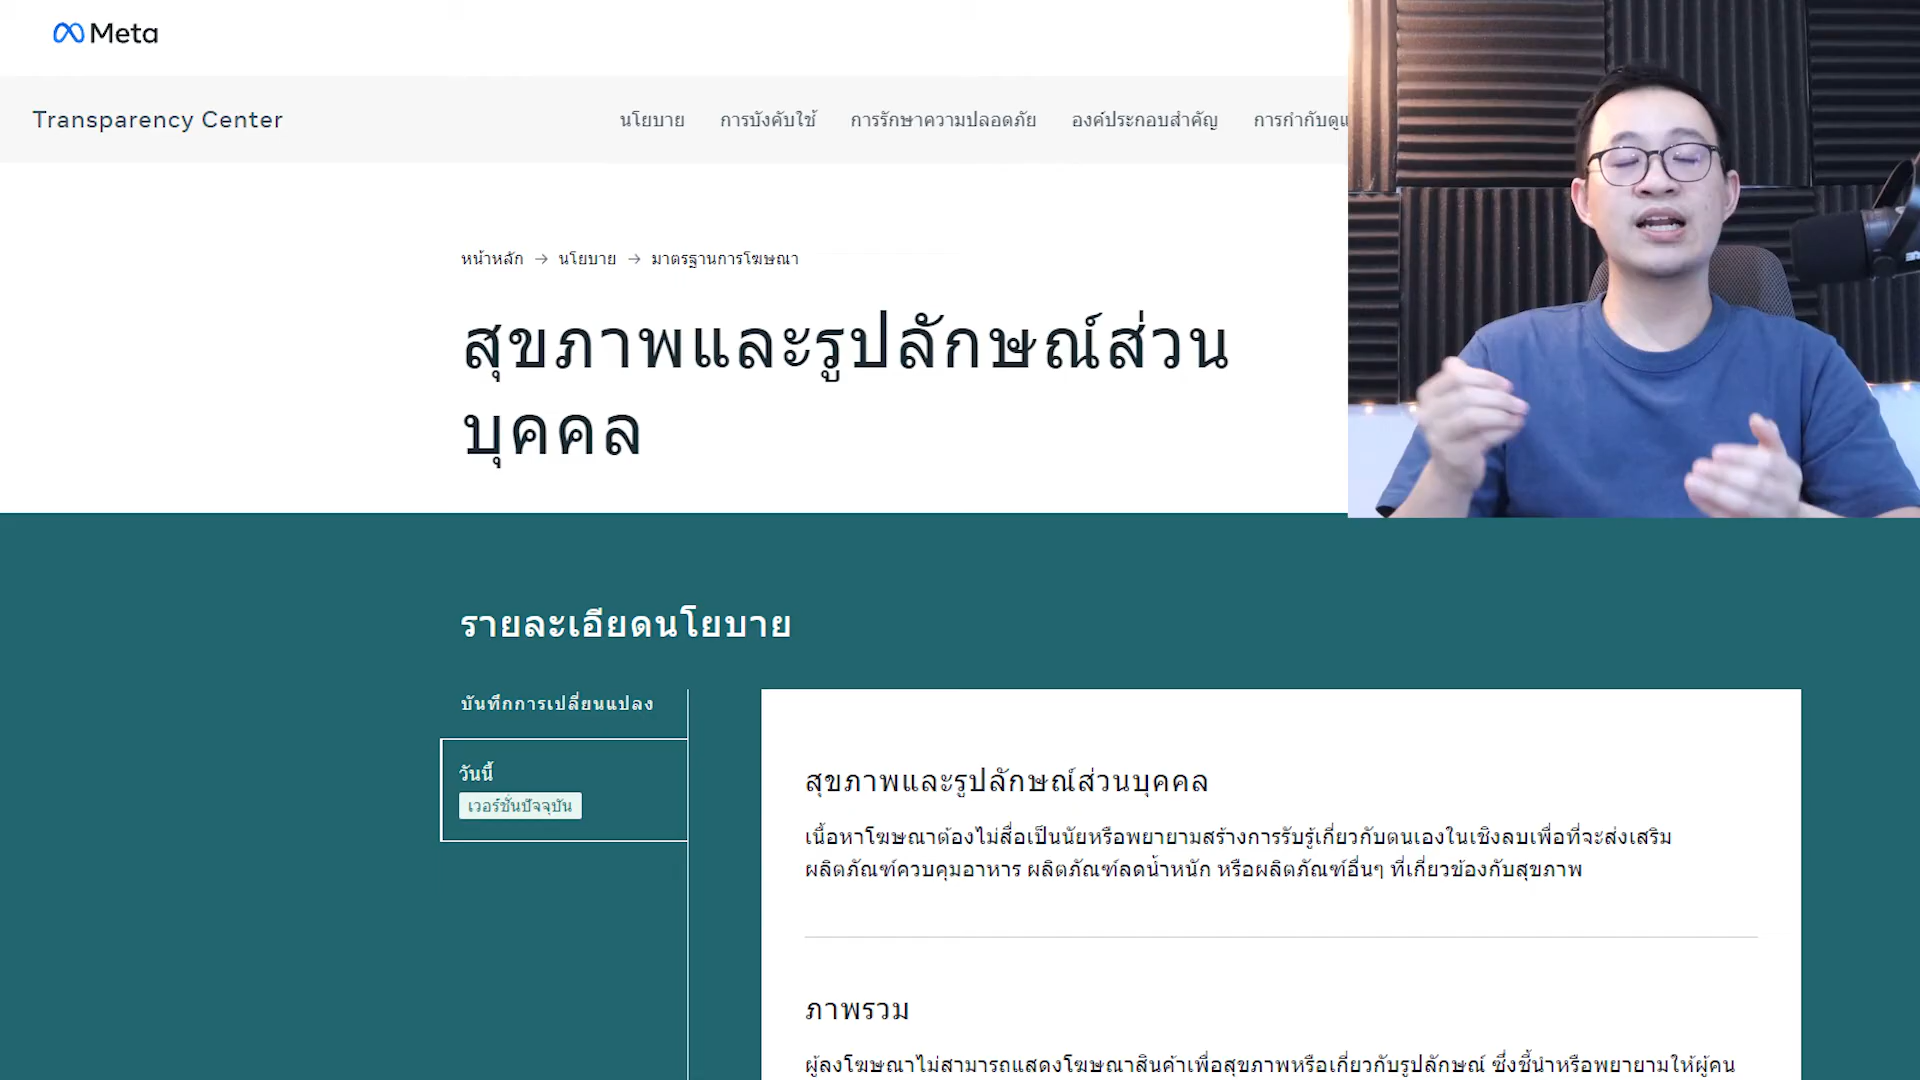 Meta
Transparency Center
นโยบาย การบังคับใช้ การรักษาความปลอดภัย องค์ประกอบสำคัญ
หน้าหลัก → นโยบาย → มาตรฐานการโฆษณา
สุขภาพและรูปลักษณ์ส่วน
บุคคล
รายละเอียดนโยบาย
บันทึกการเปลี่ยนแปลง
วันนี้
เวอร์ชั่นปัจจุบัน
สุขภาพและรูปลักษณ์ส่วนบุคคล
เนื้อหาโฆษณาต้องไม่สื่อเป็นนัยหรือพยายามสร้างการรับรู้เกี่ยวกับตนเองในเชิงลบเพื่อที่จะส่งเสริม
ผลิตภัณฑ์ควบคุมอาหาร ผลิตภัณฑ์ลดน้ำหนัก หรือผลิตภัณฑ์อื่นๆ ที่เกี่ยวข้องกับสุขภาพ
ภาพรวม
ผู้ลงโฆษณาไม่สามารถแสดงโฆษณาสินค้าเพื่อสุขภาพหรือเกี่ยวกับรูปลักษณ์ ซึ่งชี้นำหรือพยายามให้ผู้คน